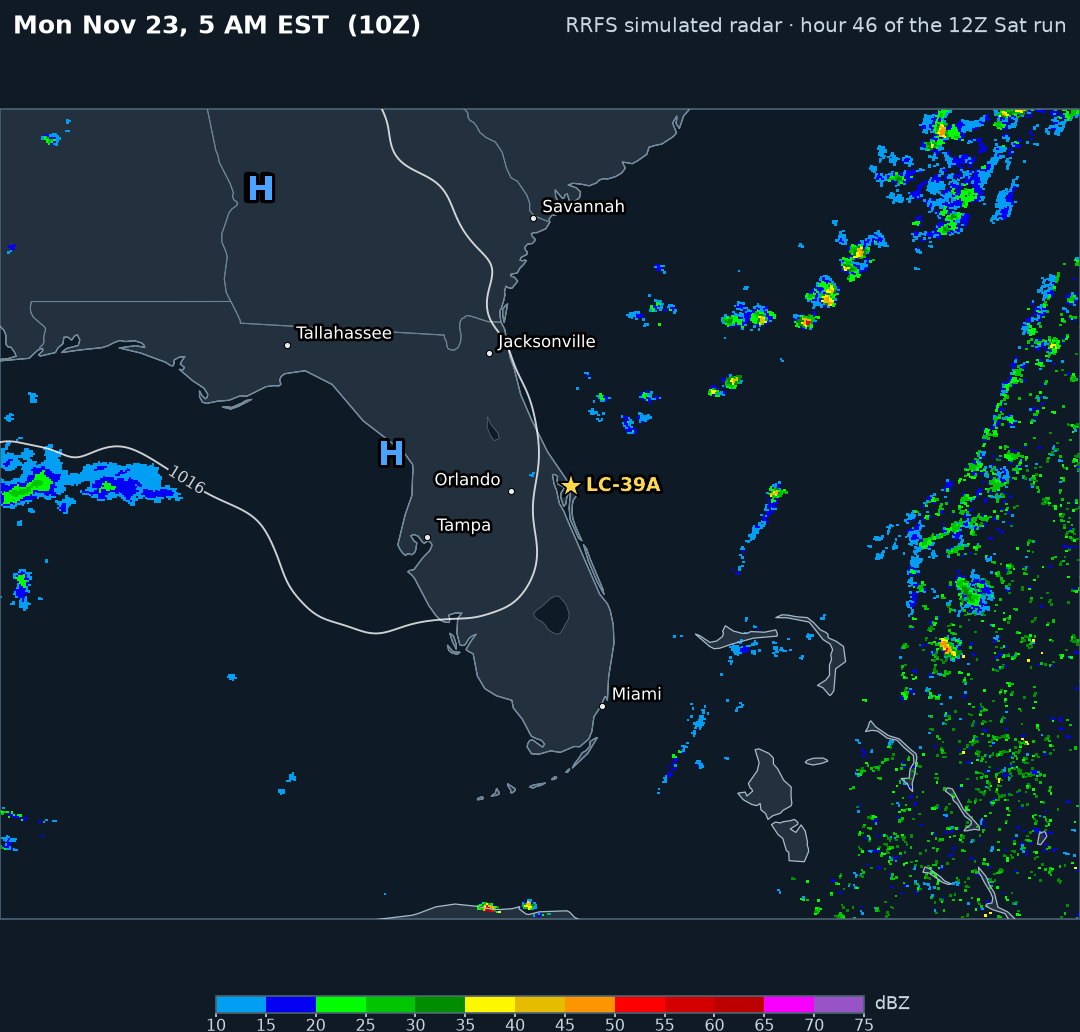 Mon Nov 23, 5 AM EST (10Z)
RRFS simulated radar · hour 46 of the 12Z Sat run
H
Savannah
Tallahassee
Jacksonville
H
1016
Orlando
LC-39A
Tampa
Miami
dBZ
10 15 20 25 30 35 40 45 50 55 60 65 70 75